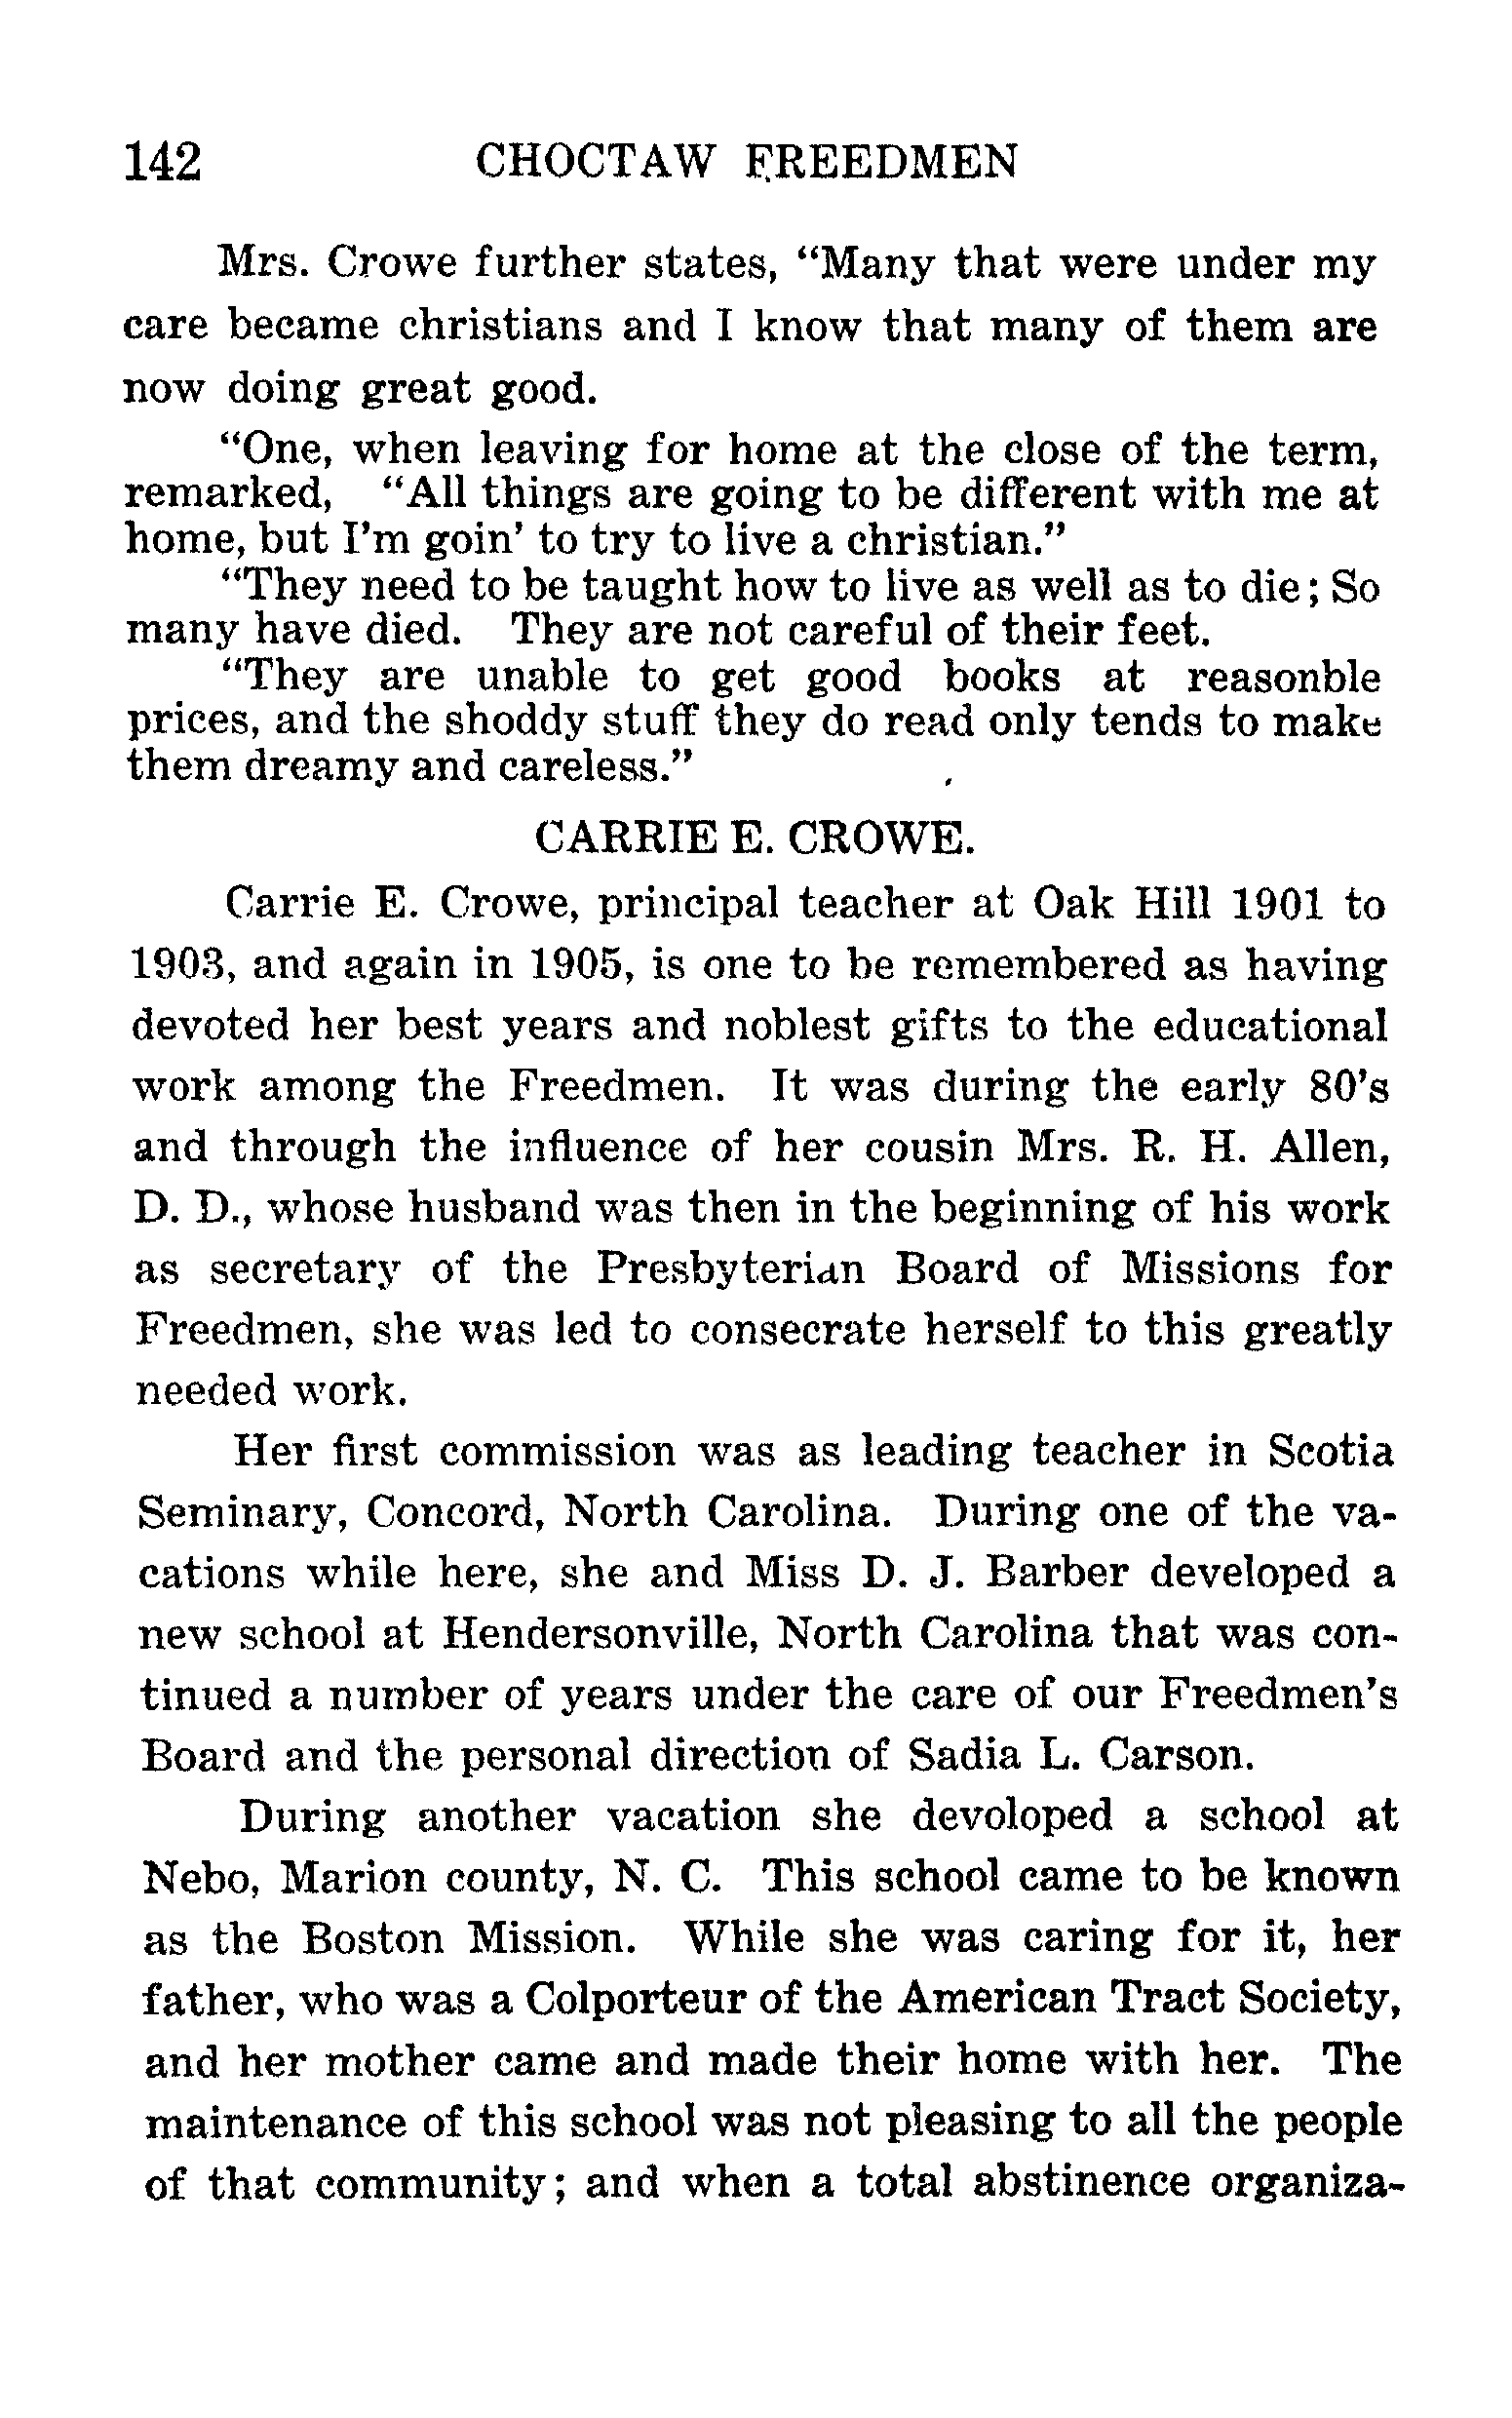 142 CHOCTAW FREEDMEN
Mrs. Crowe further states, "Many that were under my
care became christians and I know that many of them are
now doing great good.
"One, when leaving for home at the close of the term,
remarked, "All things are going to be different with me at
home, but I'm goin' to try to live a christian."
"They need to be taught how to live as well as to die; So
many have died. They are not careful of their feet.
"They are unable to get good books at reasonble
prices, and the shoddy stuff they do read only tends to make
them dreamy and careless."
CARRIE E. CROWE.
Carrie E. Crowe, principal teacher at Oak Hill 1901 to
1903, and again in 1905, is one to be remembered as having
devoted her best years and noblest gifts to the educational
work among the Freedmen. It was during the early 80's
and through the influence of her cousin Mrs. R. H. Allen,
D. D., whose husband was then in the beginning of his work
as secretary of the Presbyterian Board of Missions for
Freedmen, she was led to consecrate herself to this greatly
needed work.
Her first commission was as leading teacher in Scotia
Seminary, Concord, North Carolina. During one of the va-
cations while here, she and Miss D. J. Barber developed a
new school at Hendersonville, North Carolina that was con-
tinued a number of years under the care of our Freedmen's
Board and the personal direction of Sadia L. Carson.
During another vacation she devoloped a school at
Nebo, Marion county, N. C. This school came to be known
as the Boston Mission. While she was caring for it, her
father, who was a Colporteur of the American Tract Society,
and her mother came and made their home with her. The
maintenance of this school was not pleasing to all the people
of that community; and when a total abstinence organiza-